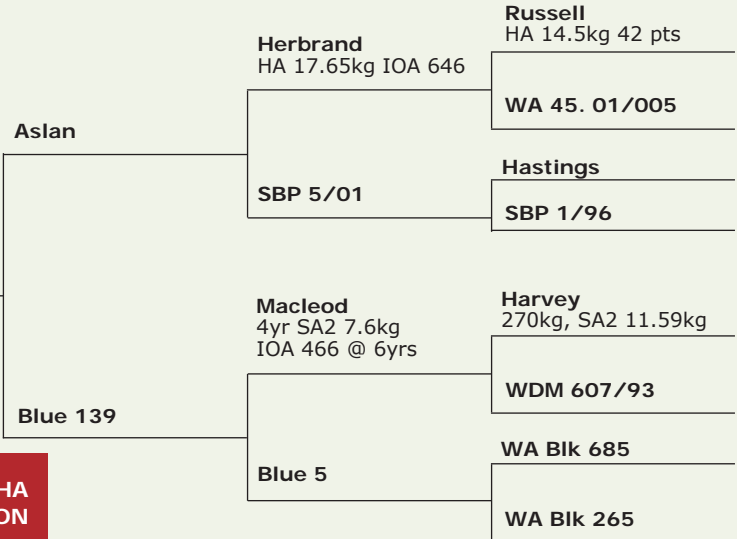 Russell
HA 14.5kg 42 pts
Herbrand
HA 17.65kg IOA 646
WA 45. 01/005
Aslan
Hastings
SBP 5/01
SBP 1/96
Macleod
4yr SA2 7.6kg
IOA 466 @ 6yrs
Harvey
270kg, SA2 11.59kg
WDM 607/93
Blue 139
WA Blk 685
Blue 5
WA Blk 265
HA
ON